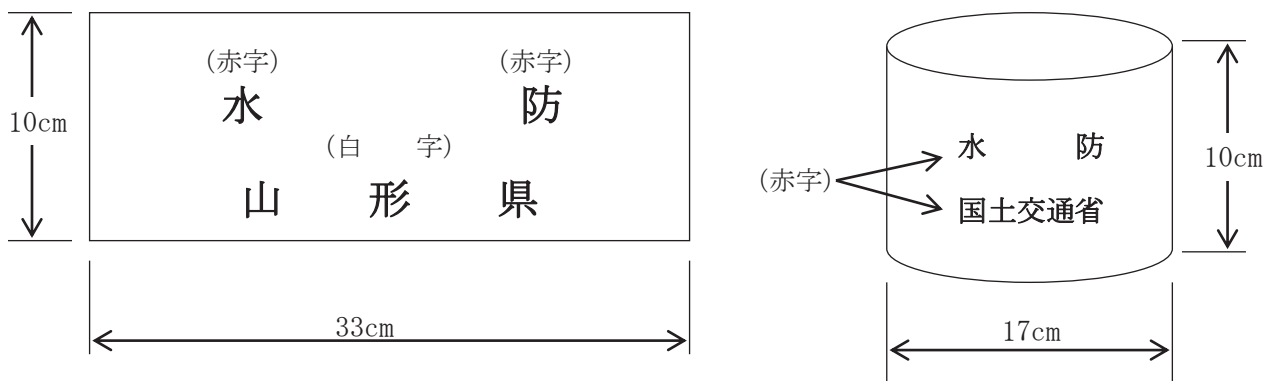 (赤字) (赤字)
水 防
10cm
(白 字)
山 形 県
33cm
水 防
(赤字)
国土交通省
10cm
17cm